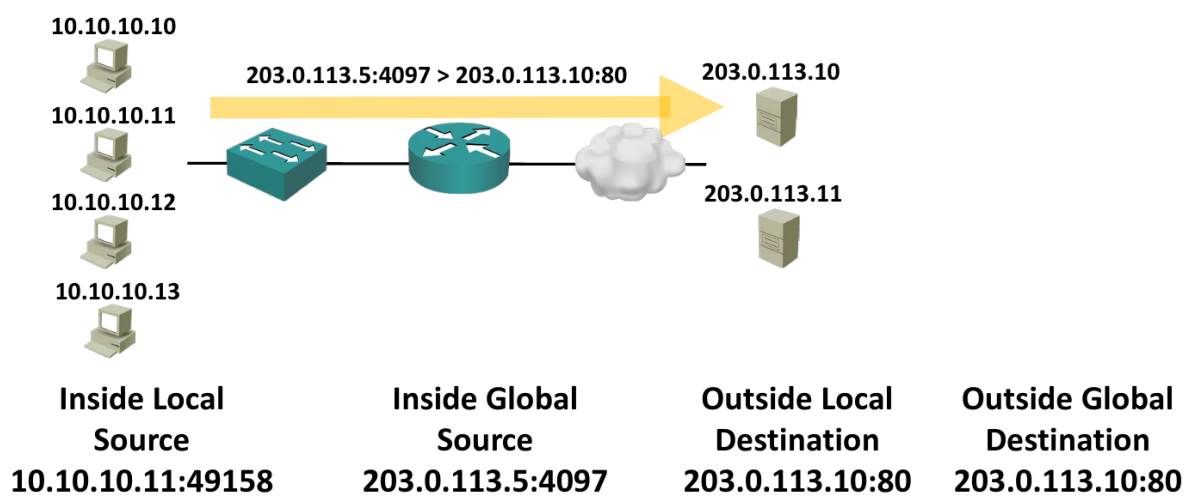 10.10.10.10
203.0.113.5:4097 > 203.0.113.10:80
203.0.113.10
10.10.10.11
10.10.10.12
203.0.113.11
10.10.10.13
Inside Local
Source
10.10.10.11:49158
Inside Global
Source
203.0.113.5:4097
Outside Local
Destination
203.0.113.10:80
Outside Global
Destination
203.0.113.10:80